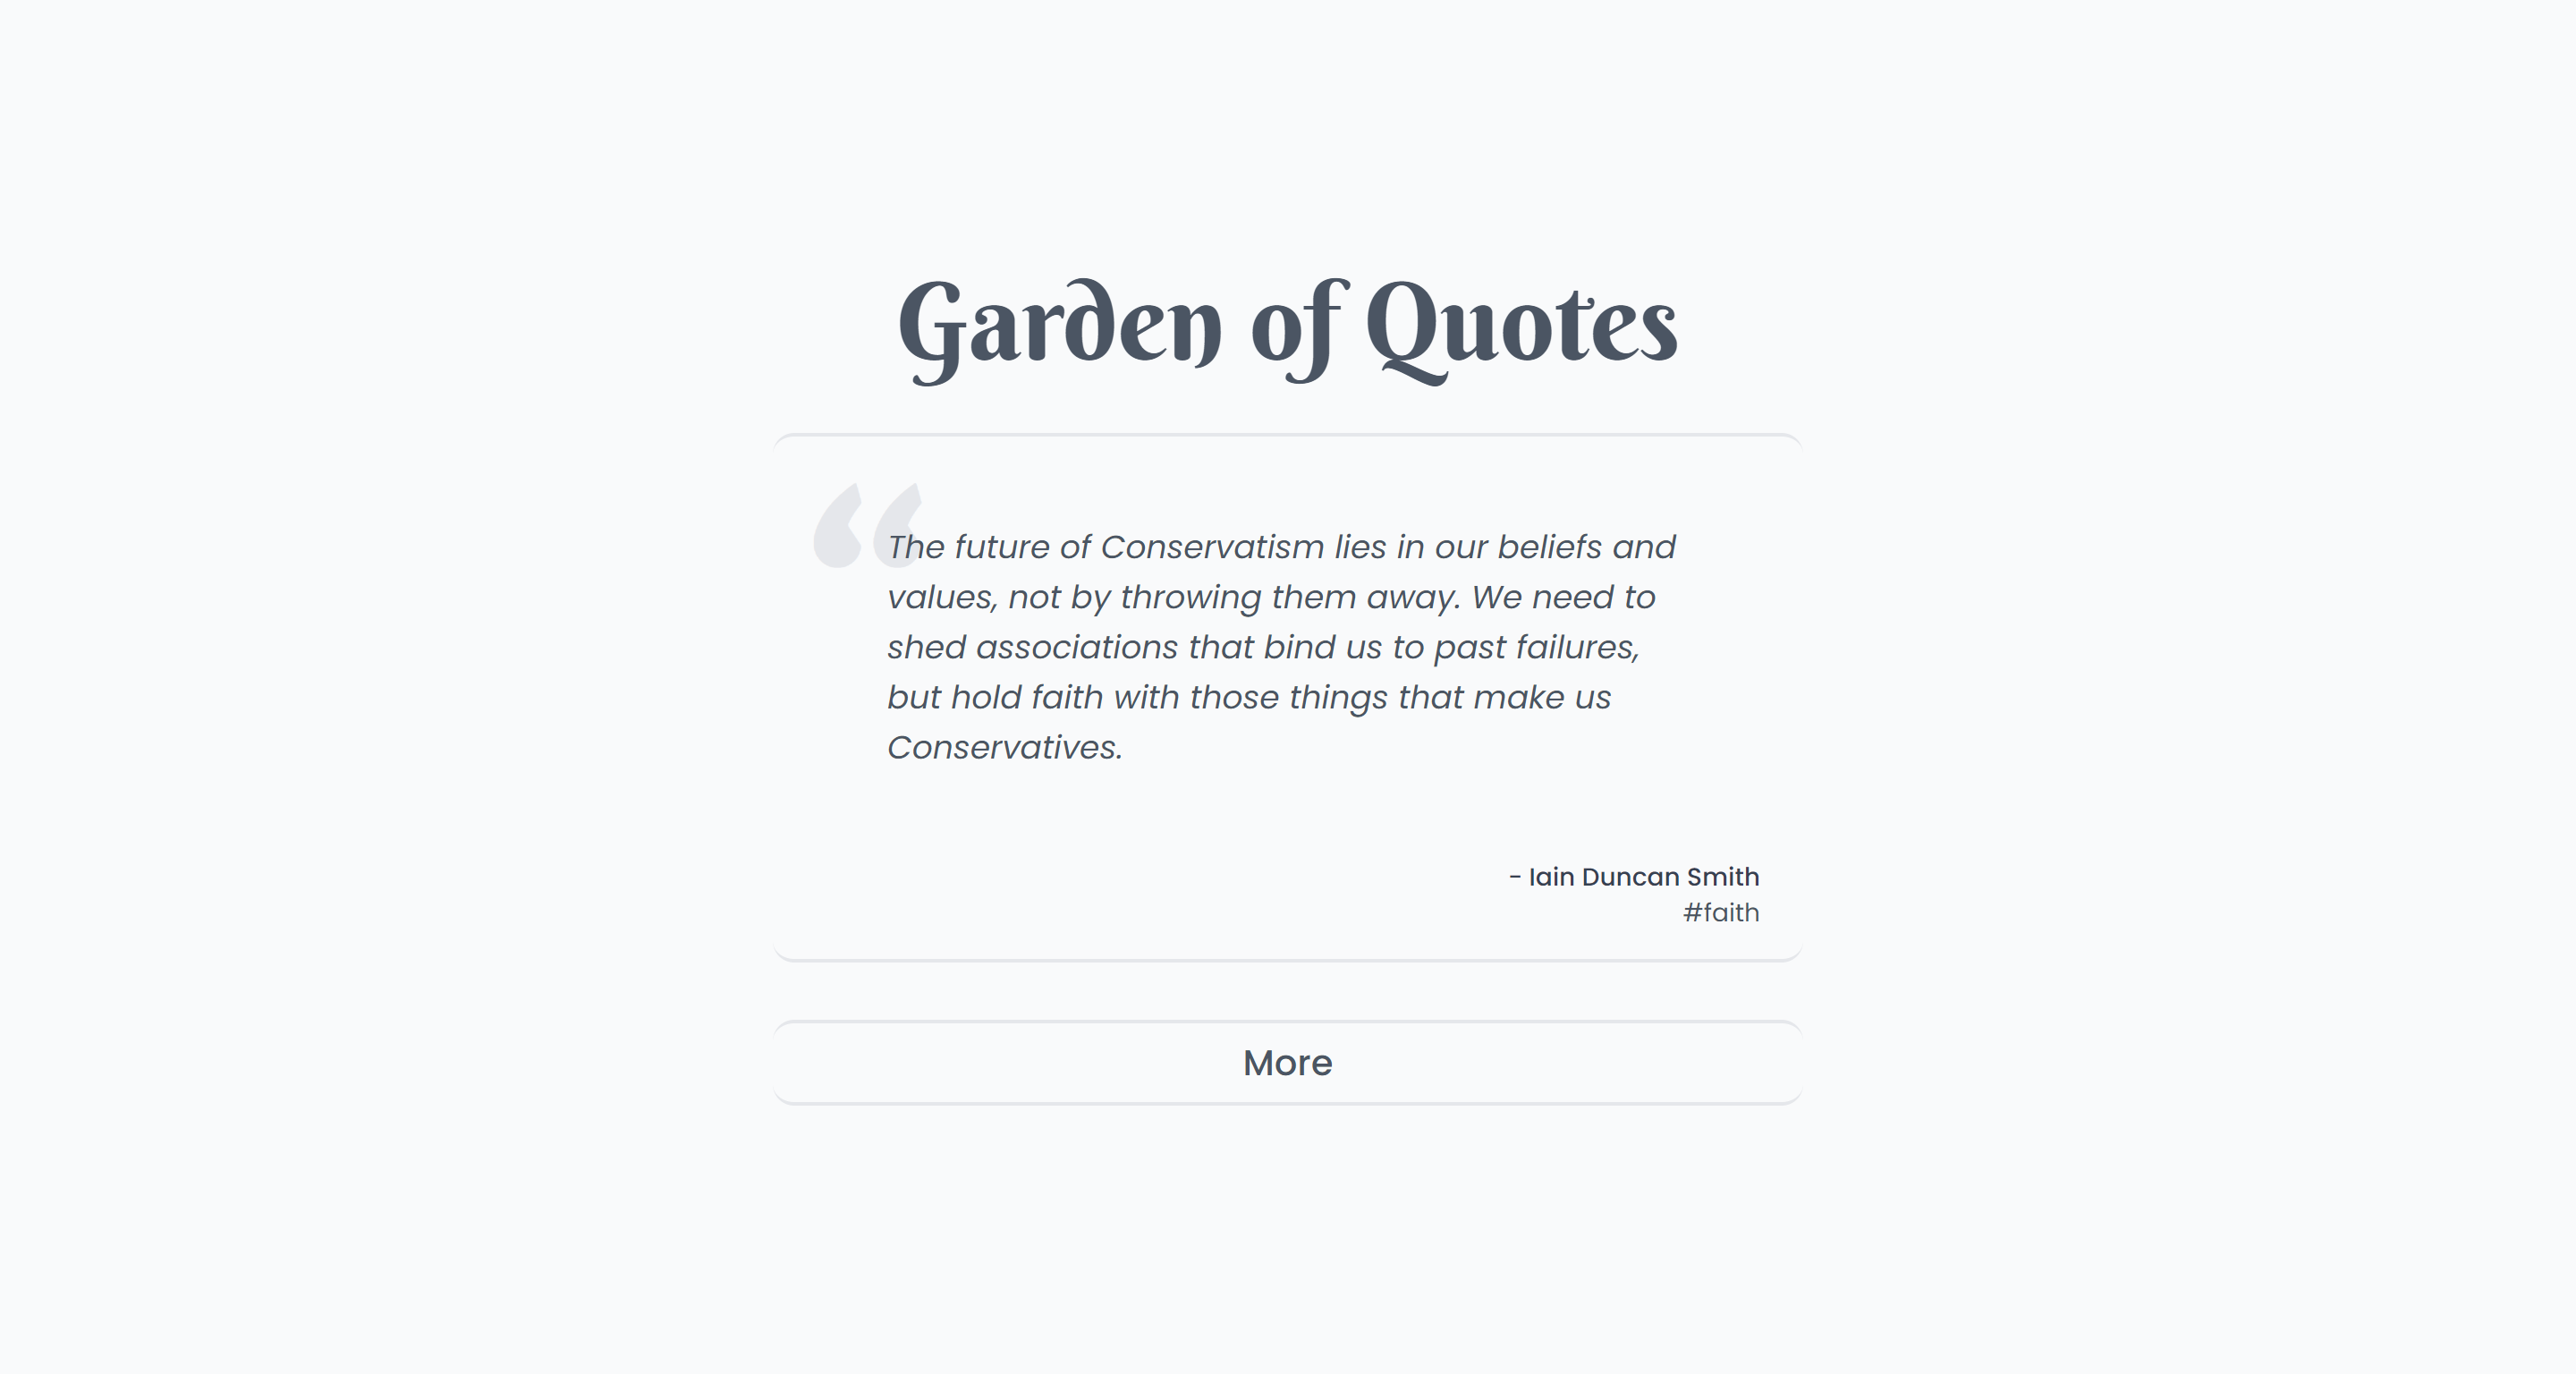 Garden of Quotes
“
The future of Conservatism lies in our beliefs and
values, not by throwing them away. We need to
shed associations that bind us to past failures,
but hold faith with those things that make us
Conservatives.
- Iain Duncan Smith
#faith
More